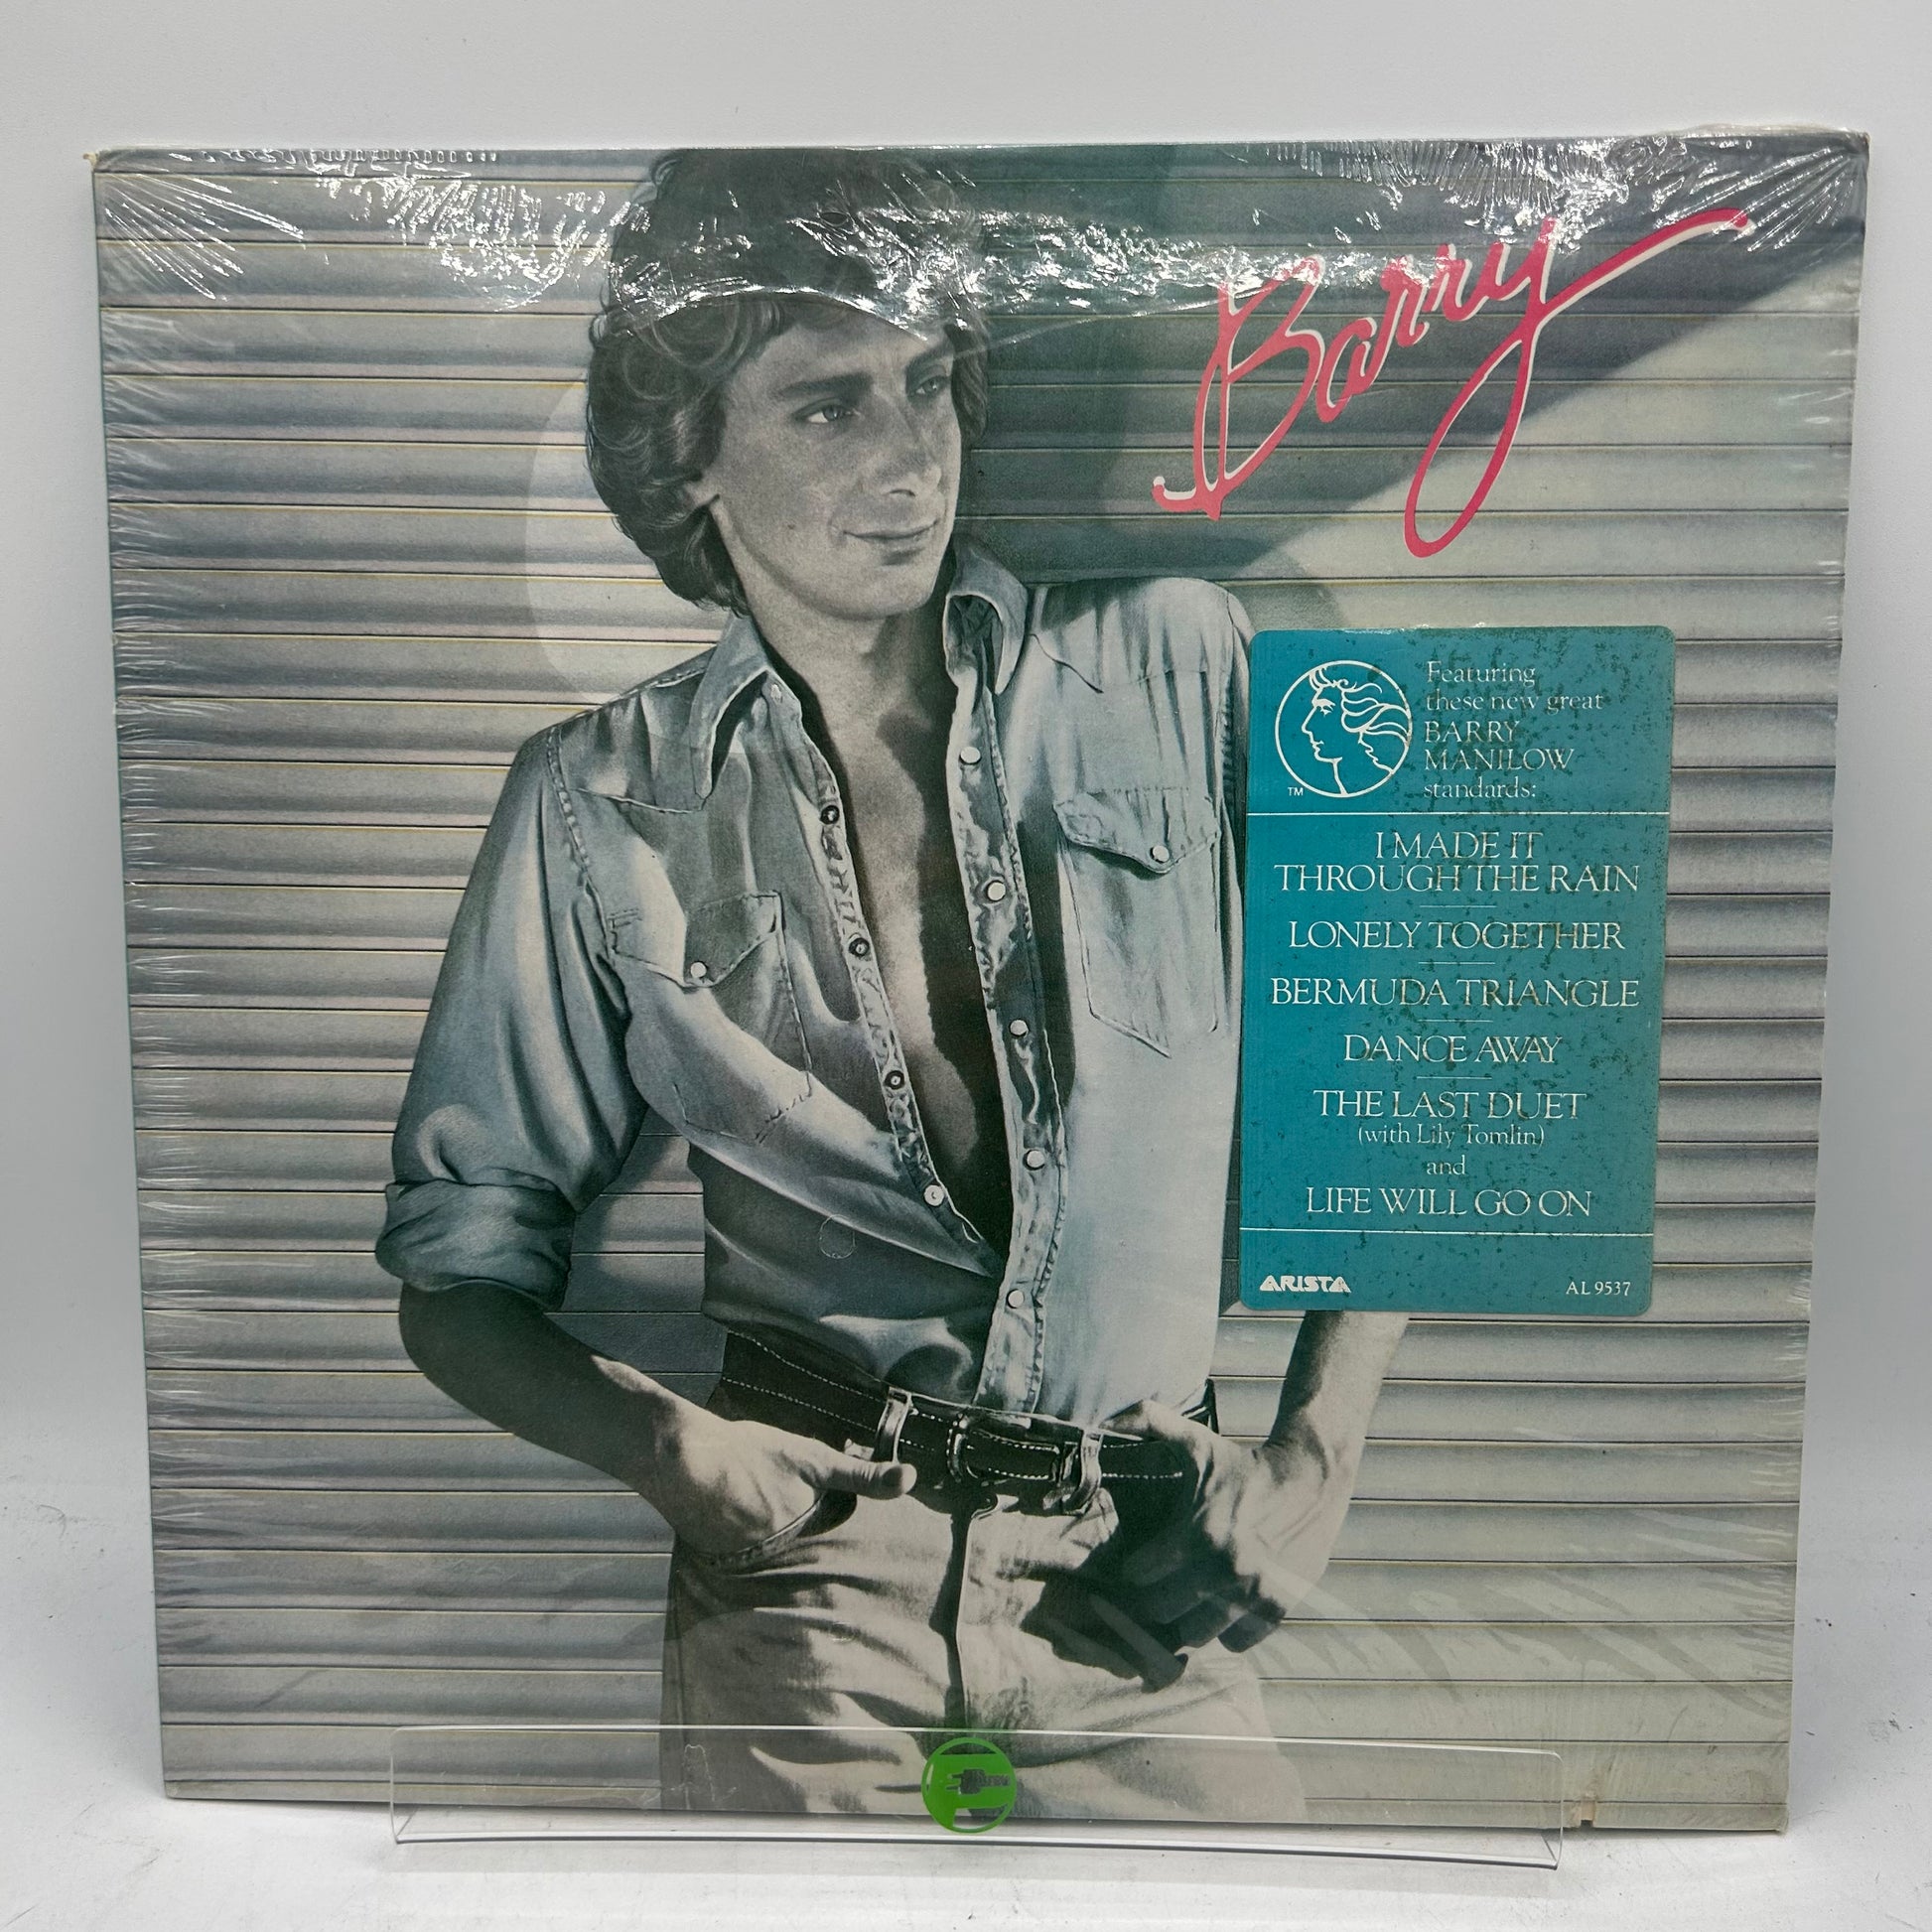 Barry
Featuring
these new great
BARRY
MANILOW
standards:
TM
I MADE IT
THROUGH THE RAIN
LONELY TOGETHER
BERMUDA TRIANGLE
DANCE AWAY
THE LAST DUET
(with Lily Tomlin)
and
LIFE WILL GO ON
ARISTA
AL 9537